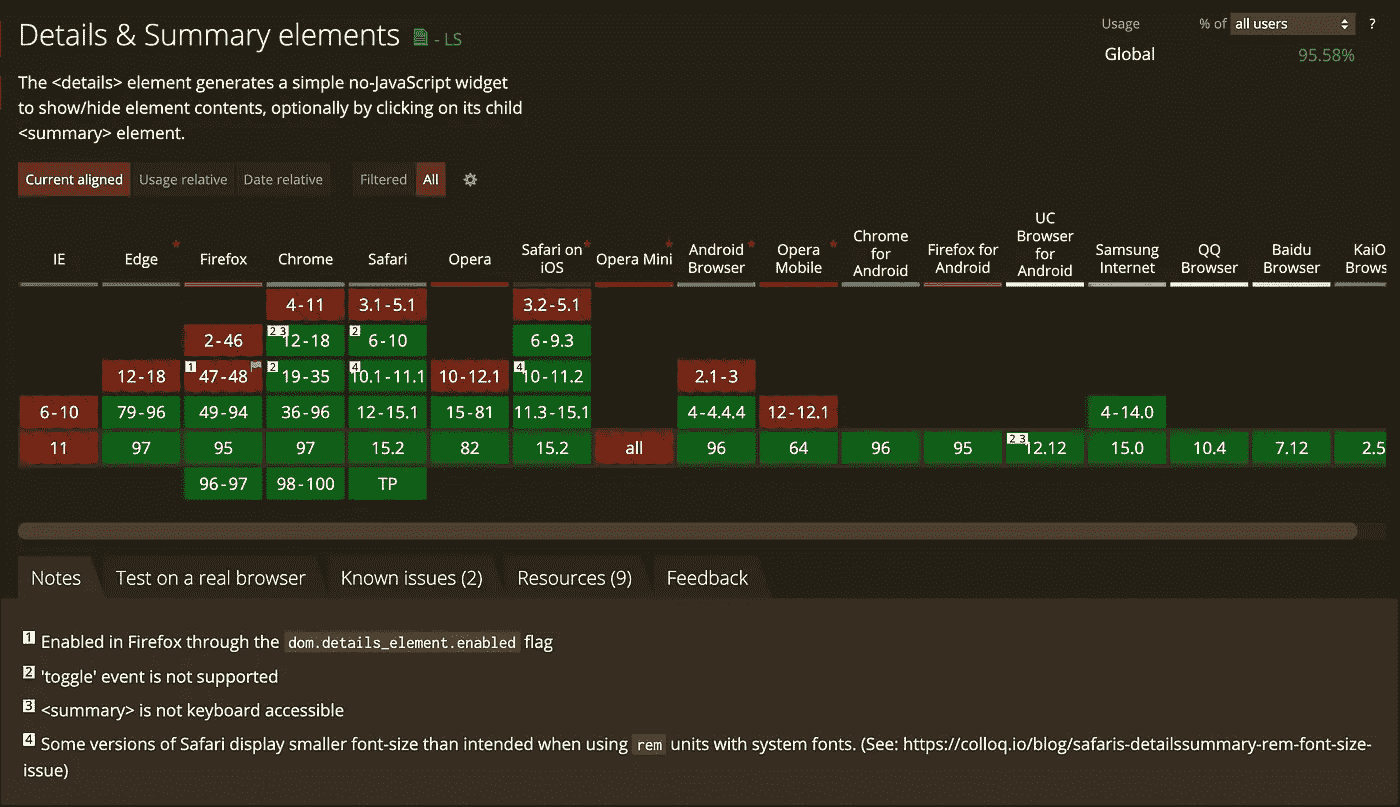 Details & Summary elements - LS
Usage % of all users ?
Global 95.58%
The <details> element generates a simple no-JavaScript widget
to show/hide element contents, optionally by clicking on its child
<summary> element.
Current aligned Usage relative Date relative Filtered All
IE Edge * Firefox Chrome Safari Opera Safari on iOS * Opera Mini * Android Browser * Opera Mobile * Chrome for Android Firefox for Android UC Browser for Android Samsung Internet QQ Browser Baidu Browser KaiO Brows
4-11 3.1-5.1 3.2-5.1
2-46 2 3 12-18 2 6-10 6-9.3
12-18 1 47-48 2 19-35 4 10.1-11.1 10-12.1 4 10-11.2 2.1-3
6-10 79-96 49-94 36-96 12-15.1 15-81 11.3-15.1 4-4.4.4 12-12.1 4-14.0
11 97 95 97 15.2 82 15.2 all 96 64 96 95 2 3 12.12 15.0 10.4 7.12 2.5
96-97 98-100 TP
Notes Test on a real browser Known issues (2) Resources (9) Feedback
1 Enabled in Firefox through the dom.details_element.enabled flag
2 'toggle' event is not supported
3 <summary> is not keyboard accessible
4 Some versions of Safari display smaller font-size than intended when using rem units with system fonts. (See: https://colloq.io/blog/safaris-detailssummary-rem-font-size-
issue)